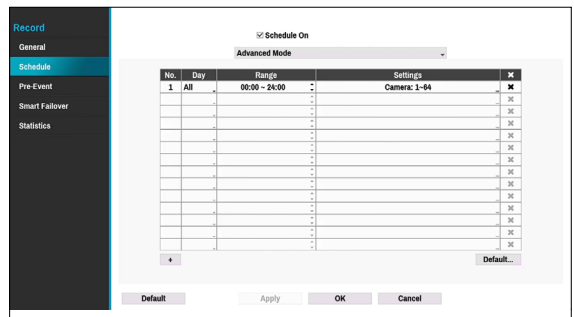 Record
General
Schedule
Pre-Event
Smart Failover
Statistics
Schedule On
Advanced Mode
No. Day Range Settings
1 All 00:00 ~ 24:00 Camera: 1~64
+ Default...
Default Apply OK Cancel